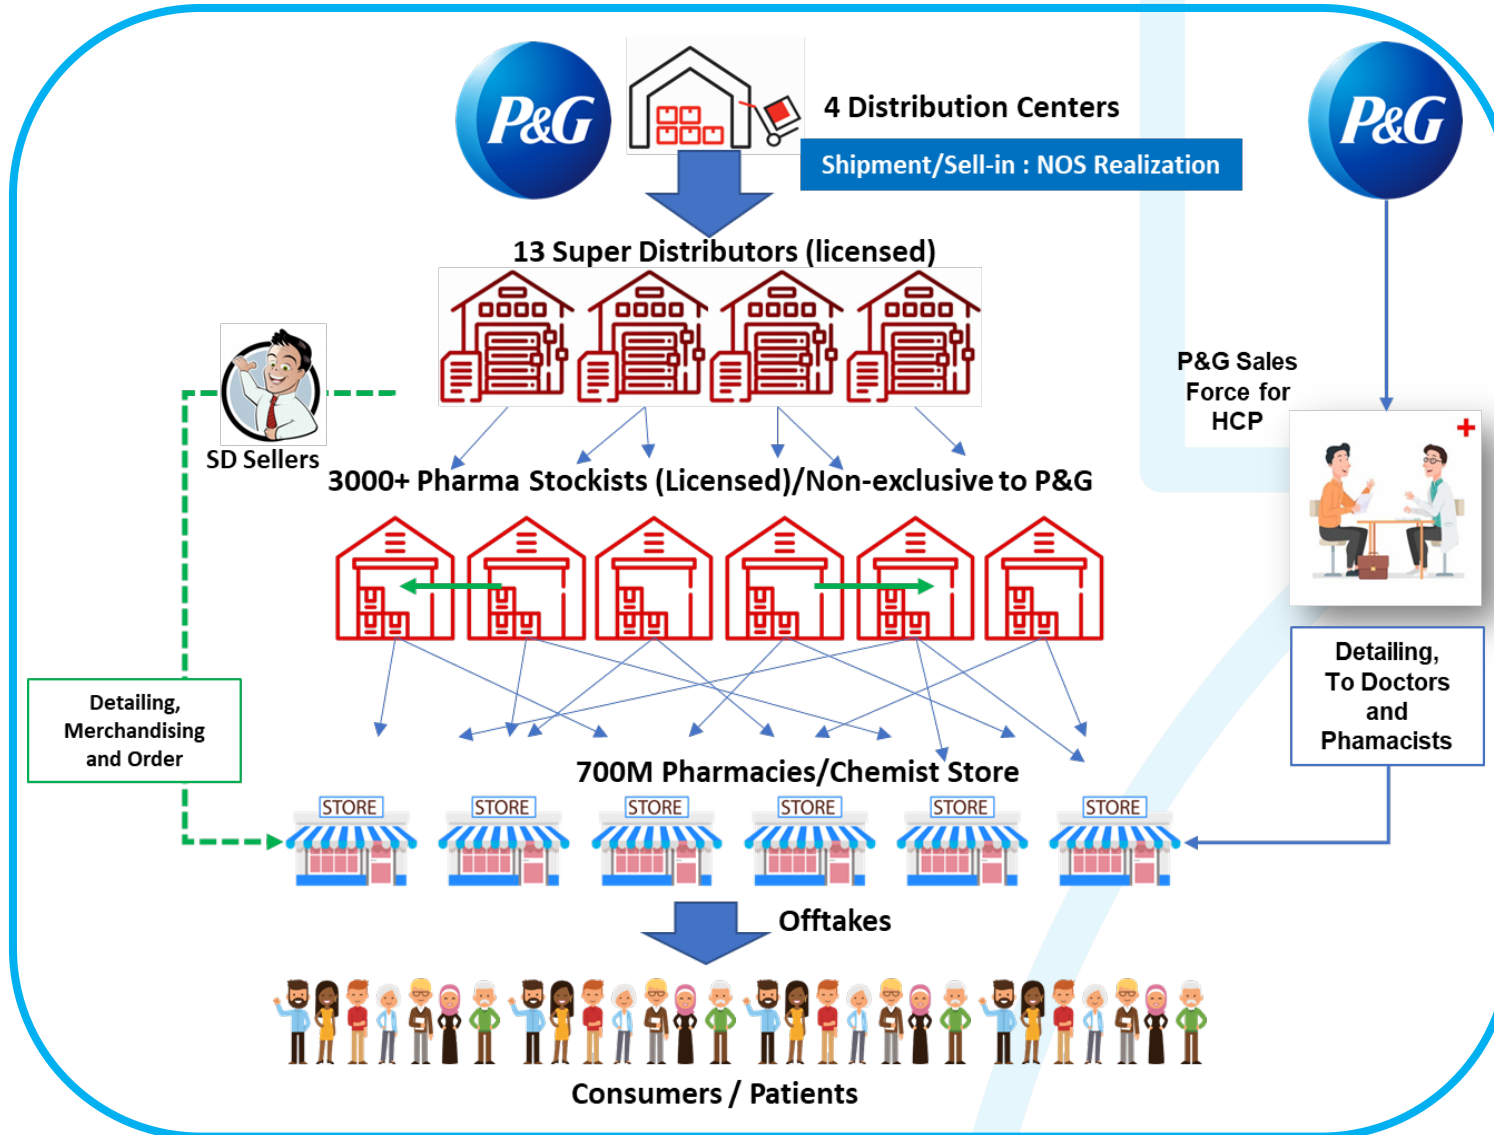 P&G
4 Distribution Centers
P&G
Shipment/Sell-in : NOS Realization
13 Super Distributors (licensed)
P&G Sales
Force for
HCP
SD Sellers
3000+ Pharma Stockists (Licensed)/Non-exclusive to P&G
Detailing,
To Doctors
and
Phamacists
Detailing,
Merchandising
and Order
700M Pharmacies/Chemist Store
STORE
STORE
STORE
STORE
STORE
STORE
Offtakes
Consumers / Patients